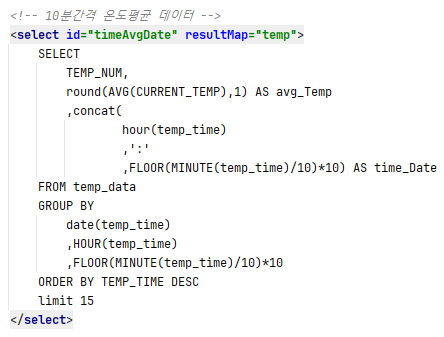 <!-- 10분간격 온도평균 데이터 -->
<select id="timeAvgDate" resultMap="temp">
    SELECT
        TEMP_NUM,
        round(AVG(CURRENT_TEMP),1) AS avg_Temp
        ,concat(
                hour(temp_time)
                ,':'
                ,FLOOR(MINUTE(temp_time)/10)*10) AS time_Date
    FROM temp_data
    GROUP BY
        date(temp_time)
        ,HOUR(temp_time)
        ,FLOOR(MINUTE(temp_time)/10)*10
    ORDER BY TEMP_TIME DESC
    limit 15
</select>